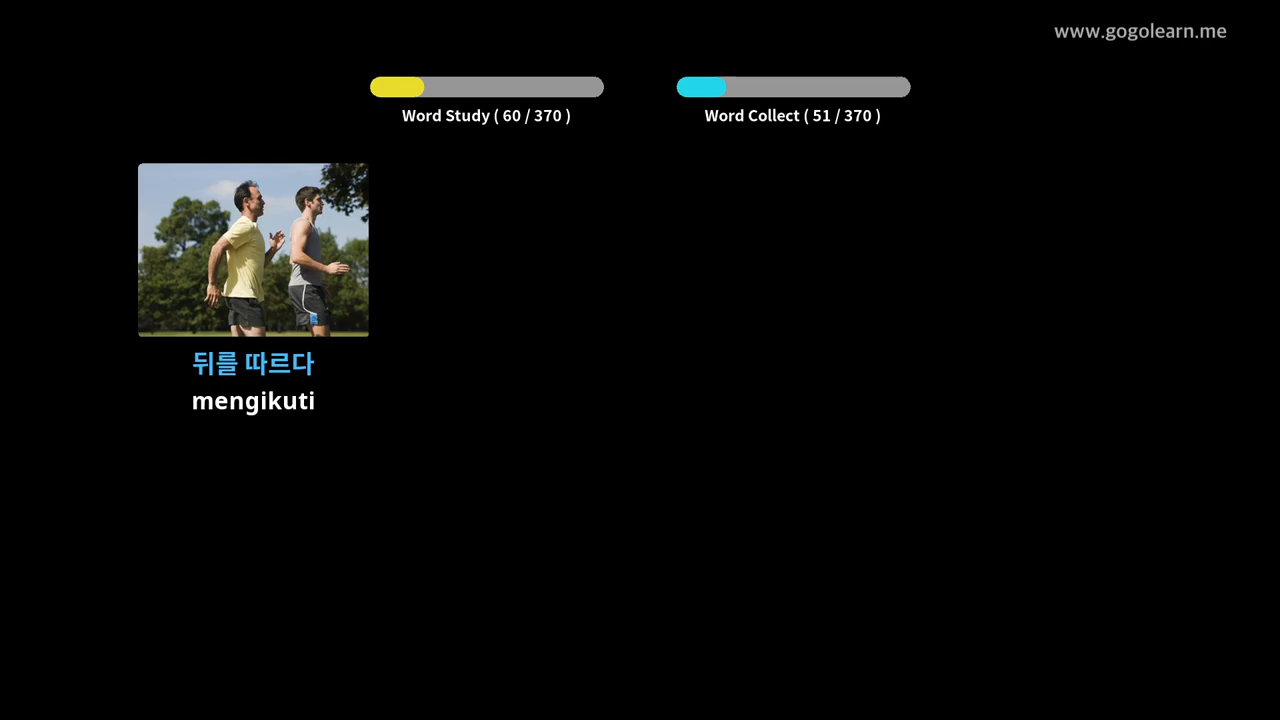 www.gogolearn.me
Word Study ( 60 / 370 )
Word Collect ( 51 / 370 )
뒤를 따르다
mengikuti